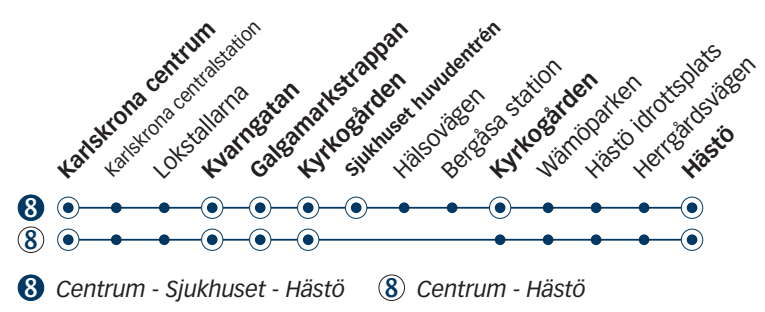 Karlskrona centrum
Karlskrona centralstation
Lokstallarna
Kvarngatan
Galgamarkstrappan
Kyrkogården
Sjukhuset huvudentrén
Hälsovägen
Bergåsa station
Kyrkogården
Wämöparken
Hästö idrottsplats
Herrgårdsvägen
Hästö
8
8
8 Centrum - Sjukhuset - Hästö 8 Centrum - Hästö